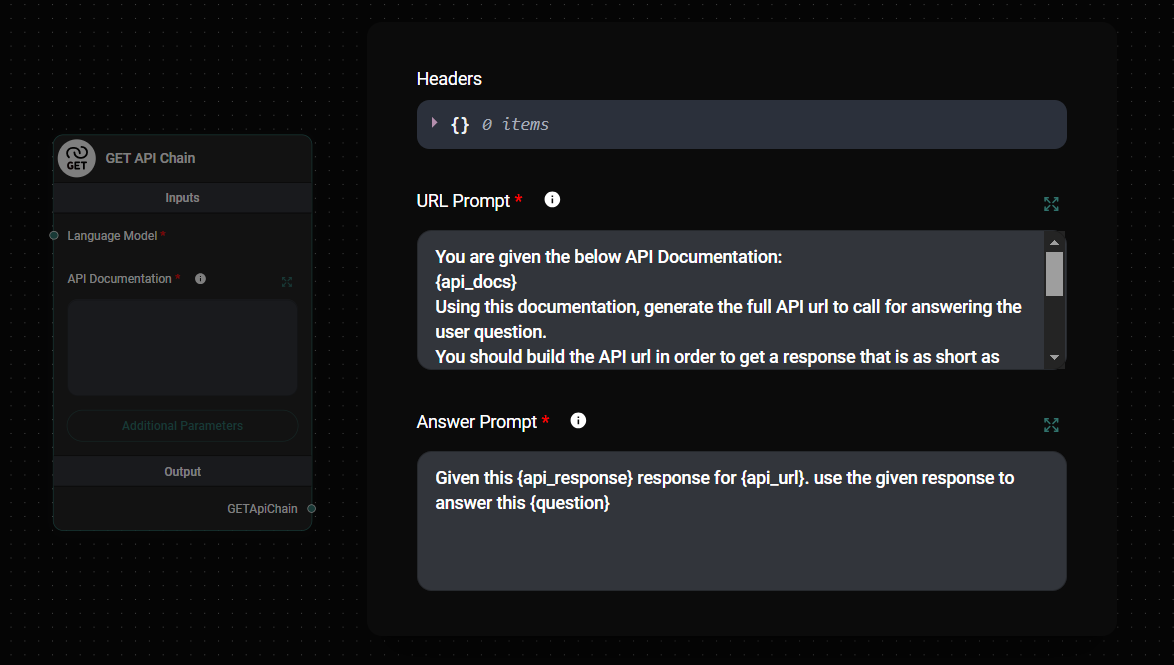 GET
GET API Chain
Inputs
Language Model *
API Documentation *
Additional Parameters
Output
GETApiChain
Headers
{} 0 items
URL Prompt *
You are given the below API Documentation:
{api_docs}
Using this documentation, generate the full API url to call for answering the
user question.
You should build the API url in order to get a response that is as short as
Answer Prompt *
Given this {api_response} response for {api_url}. use the given response to
answer this {question}